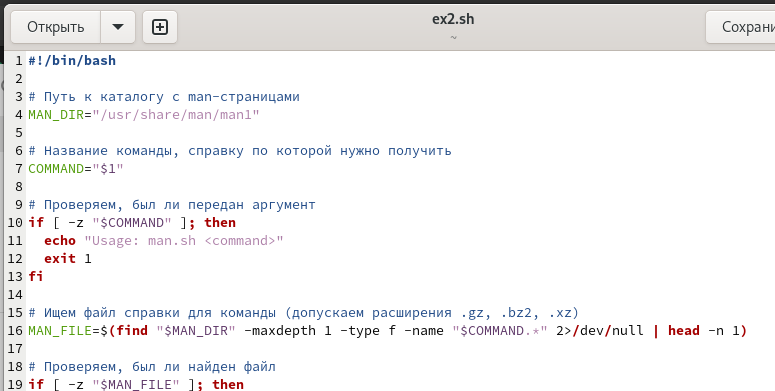 Открыть
ex2.sh
~
1 #!/bin/bash
2
3 # Путь к каталогу с man-страницами
4 MAN_DIR="/usr/share/man/man1"
5
6 # Название команды, справку по которой нужно получить
7 COMMAND="$1"
8
9 # Проверяем, был ли передан аргумент
10 if [ -z "$COMMAND" ]; then
11   echo "Usage: man.sh <command>"
12   exit 1
13 fi
14
15 # Ищем файл справки для команды (допускаем расширения .gz, .bz2, .xz)
16 MAN_FILE=$(find "$MAN_DIR" -maxdepth 1 -type f -name "$COMMAND.*" 2>/dev/null | head -n 1)
17
18 # Проверяем, был ли найден файл
19 if [ -z "$MAN_FILE" ]; then